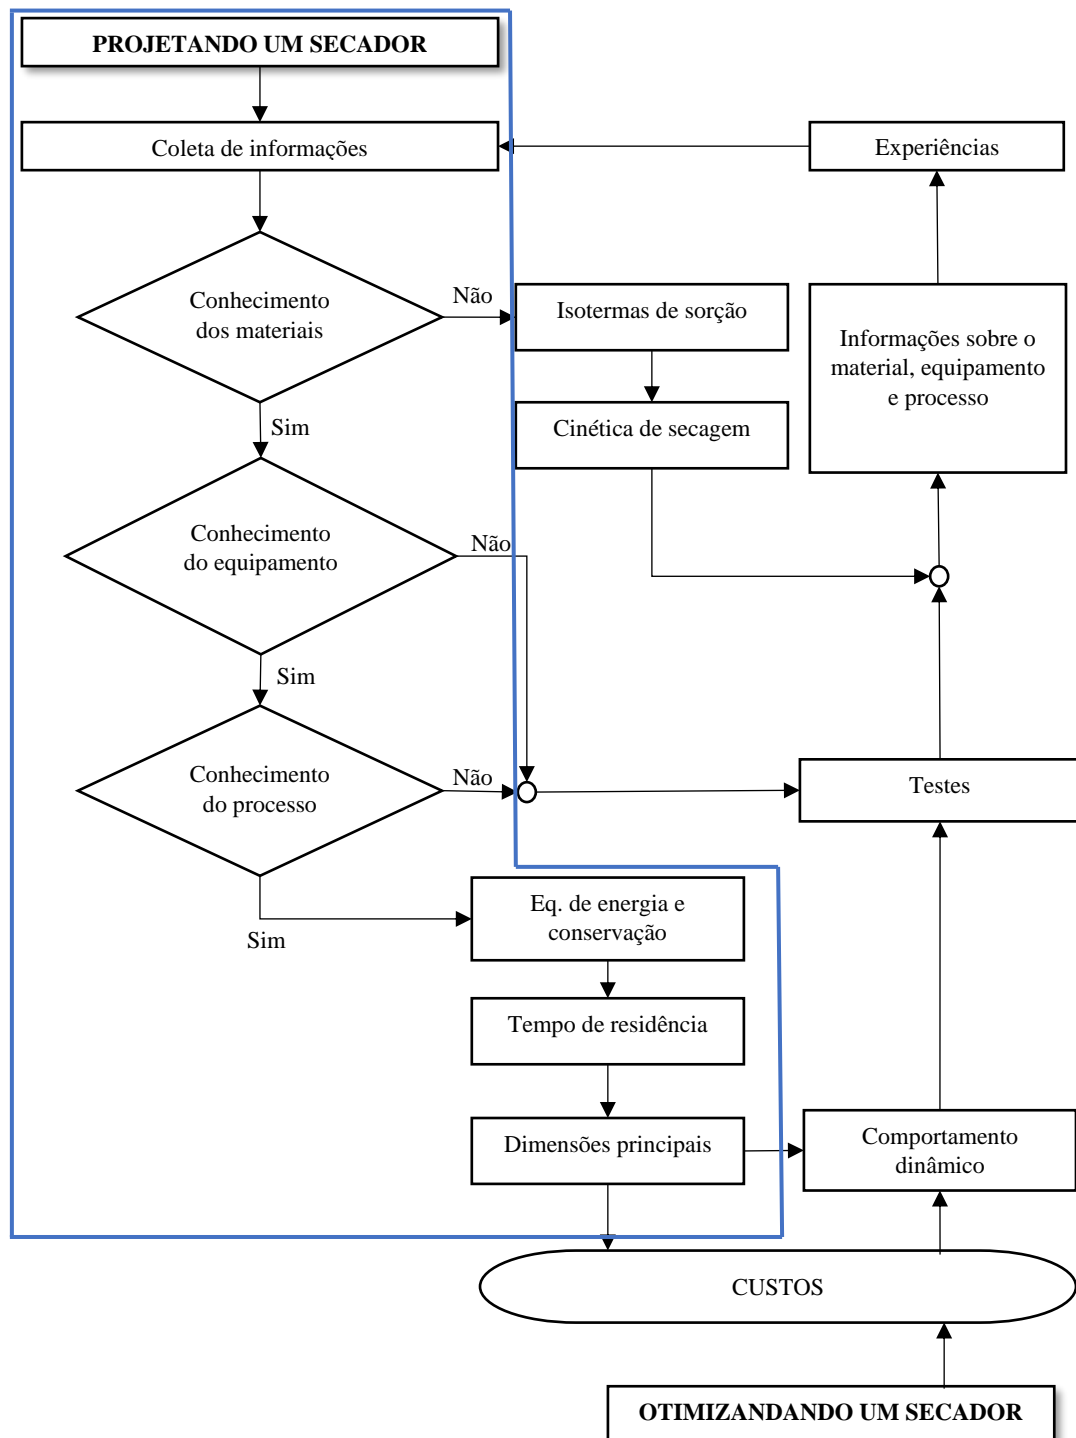 PROJETANDO UM SECADOR
Coleta de informações
Experiências
Conhecimento
dos materiais
Não
Isotermas de sorção
Informações sobre o
material, equipamento
e processo
Sim
Cinética de secagem
Conhecimento
do equipamento
Não
Sim
Conhecimento
do processo
Não
Testes
Eq. de energia e
conservação
Sim
Tempo de residência
Dimensões principais
Comportamento
dinâmico
CUSTOS
OTIMIZANDANDO UM SECADOR